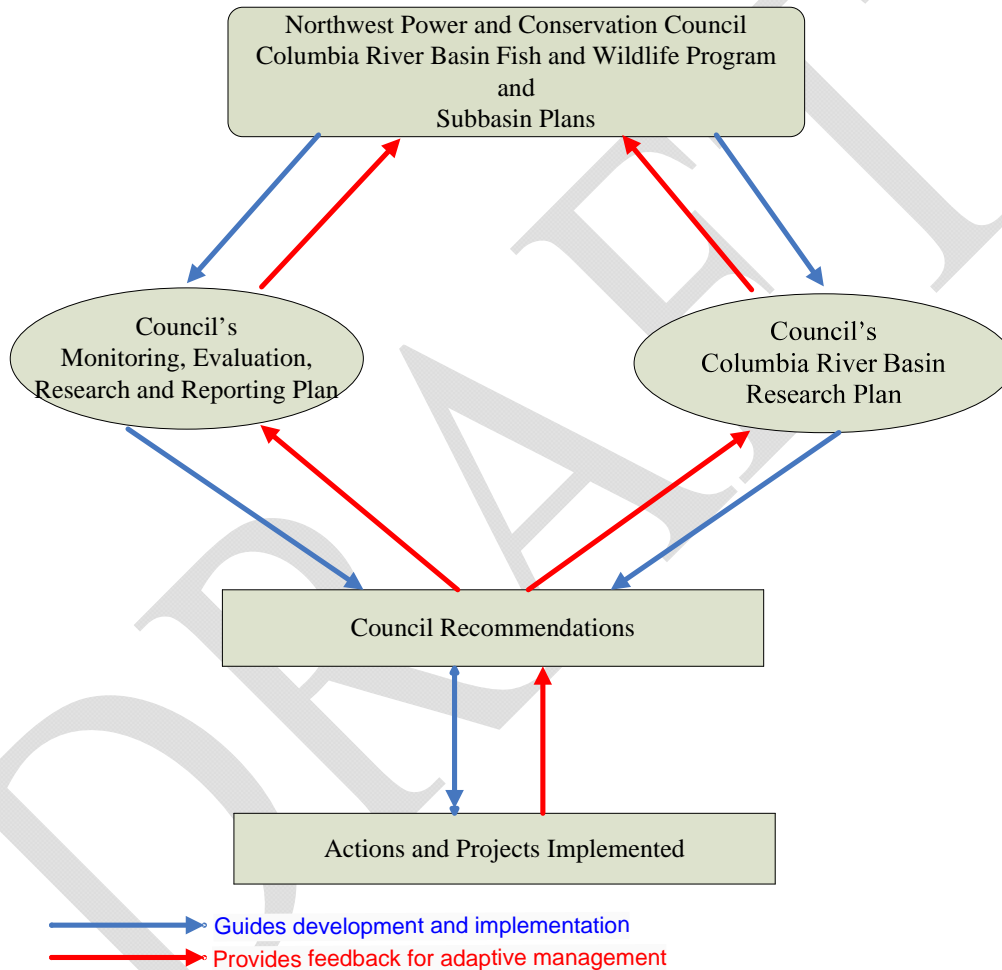 Northwest Power and Conservation Council
Columbia River Basin Fish and Wildlife Program
and
Subbasin Plans
Council's
Monitoring, Evaluation,
Research and Reporting Plan
Council's
Columbia River Basin
Research Plan
Council Recommendations
Actions and Projects Implemented
Guides development and implementation
Provides feedback for adaptive management
DRAFT